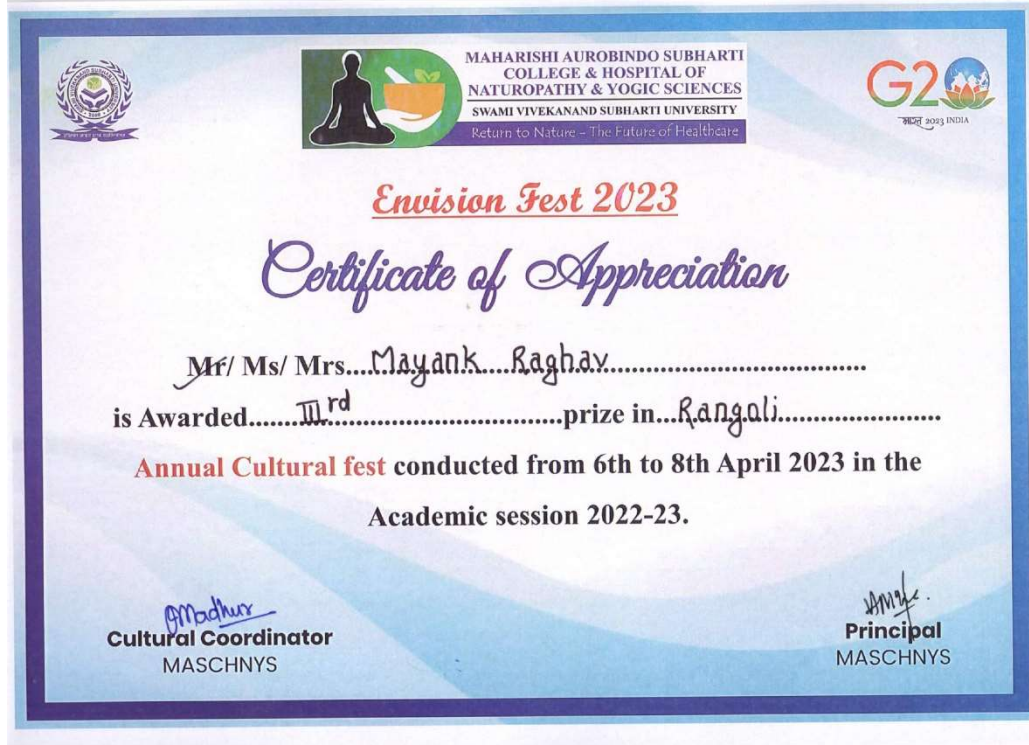 MAHARISHI AUROBINDO SUBHARTI
COLLEGE & HOSPITAL OF
NATUROPATHY & YOGIC SCIENCES
SWAMI VIVEKANAND SUBHARTI UNIVERSITY
Return to Nature – The Future of Healthcare
G20
भारत 2023 INDIA
Envision Fest 2023
Certificate of Appreciation
Mr/ Ms/ Mrs....Mayank Raghav
is Awarded........IIIrd..............................prize in...Rangoli
Annual Cultural fest conducted from 6th to 8th April 2023 in the
Academic session 2022-23.
Cultural Coordinator
MASCHNYS
Principal
MASCHNYS